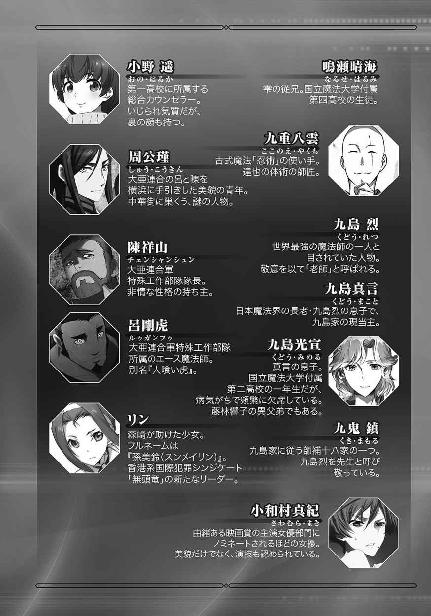 小野 遥
おの・はるか
第一高校に所属する
総合カウンセラー。
いじられ気質だが、
裏の顔も持つ。
周公瑾
しゅう・こうきん
大亜連合の呂と陳を
横浜に手引きした美貌の青年。
中華街に巣くう、謎の人物。
陳祥山
チェンシャンシェン
大亜連合軍
特殊工作部隊隊長。
非情な性格の持ち主。
呂剛虎
ルゥガンフゥ
大亜連合軍特殊工作部隊
所属のエース魔法師。
別名『人喰い虎』。
リン
森崎が助けた少女。
フルネームは
『孫美鈴(スンメイリン)』。
香港系国際犯罪シンジケート
『無頭竜』の新たなリーダー。
鳴瀬晴海
なるせ・はるみ
雫の従兄。国立魔法大学付属
第四高校の生徒。
九重八雲
ここのえ・やくも
古式魔法『忍術』の使い手。
達也の体術の師匠。
九島 烈
くどう・れつ
世界最強の魔法師の一人と
目されていた人物。
敬意を以て『老師』と呼ばれる。
九島真言
くどう・まこと
日本魔法界の長老・九島烈の息子で、
九島家の現当主。
九島光宣
くどう・みのる
真言の息子。
国立魔法大学付属
第二高校の一年生だが、
病気がちで頻繁に欠席している。
藤林響子の異父弟でもある。
九鬼 鎮
くき・まもる
九島家に従う師補十八家の一つ。
九島烈を先生と呼び
敬っている。
小和村真紀
さわむら・まき
由緒ある映画賞の主演女優部門に
ノミネートされるほどの女優。
美貌だけでなく、演技も認められている。